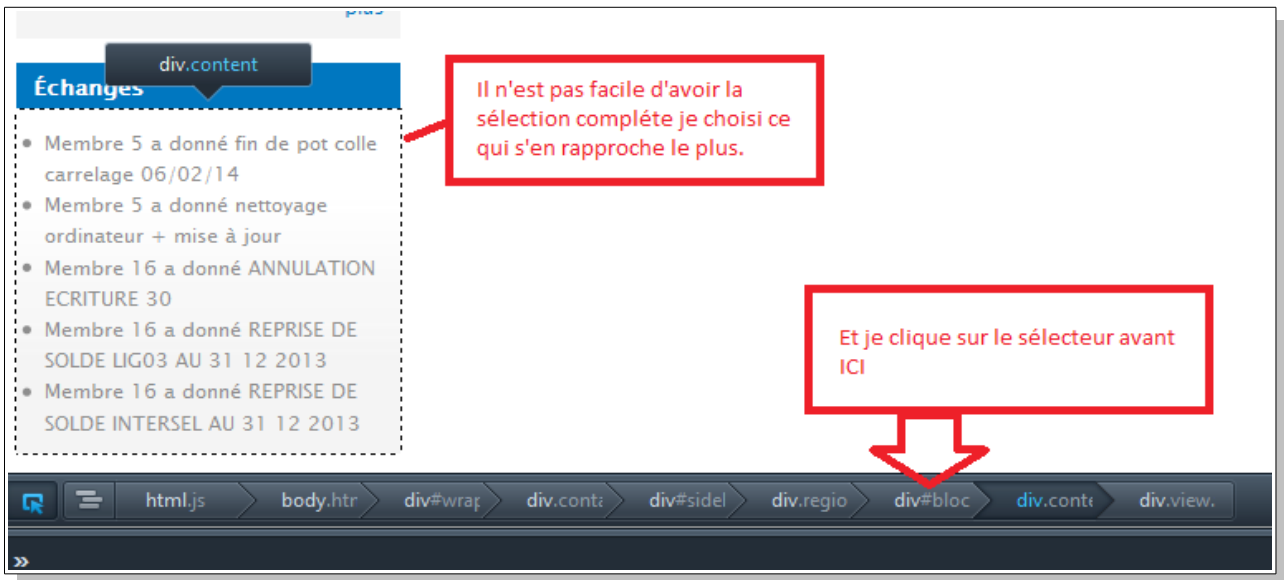 plus
div.content
Échanges
Membre 5 a donné fin de pot colle
carrelage 06/02/14
Membre 5 a donné nettoyage
ordinateur + mise à jour
Membre 16 a donné ANNULATION
ECRITURE 30
Membre 16 a donné REPRISE DE
SOLDE LIG03 AU 31 12 2013
Membre 16 a donné REPRISE DE
SOLDE INTERSEL AU 31 12 2013
Il n'est pas facile d'avoir la
sélection compléte je choisi ce
qui s'en rapproche le plus.
Et je clique sur le sélecteur avant
ICI
html.js body.htr div#wrap div.conta div#sidel div.regio div#bloc div.conte div.view.
»